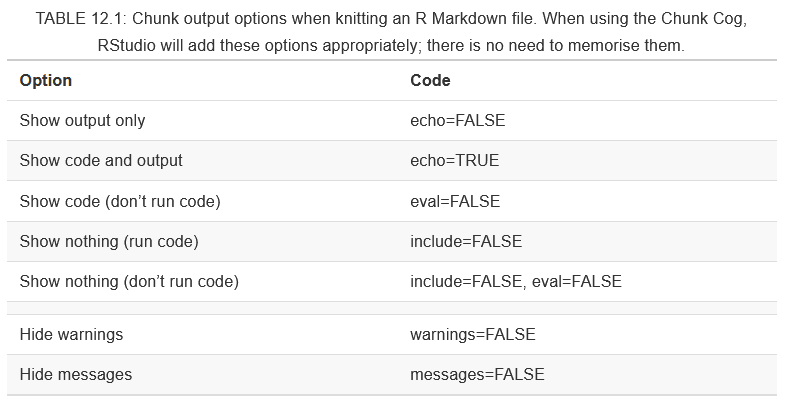 TABLE 12.1: Chunk output options when knitting an R Markdown file. When using the Chunk Cog,
RStudio will add these options appropriately; there is no need to memorise them.
Option Code
Show output only echo=FALSE
Show code and output echo=TRUE
Show code (don’t run code) eval=FALSE
Show nothing (run code) include=FALSE
Show nothing (don’t run code) include=FALSE, eval=FALSE
Hide warnings warnings=FALSE
Hide messages messages=FALSE